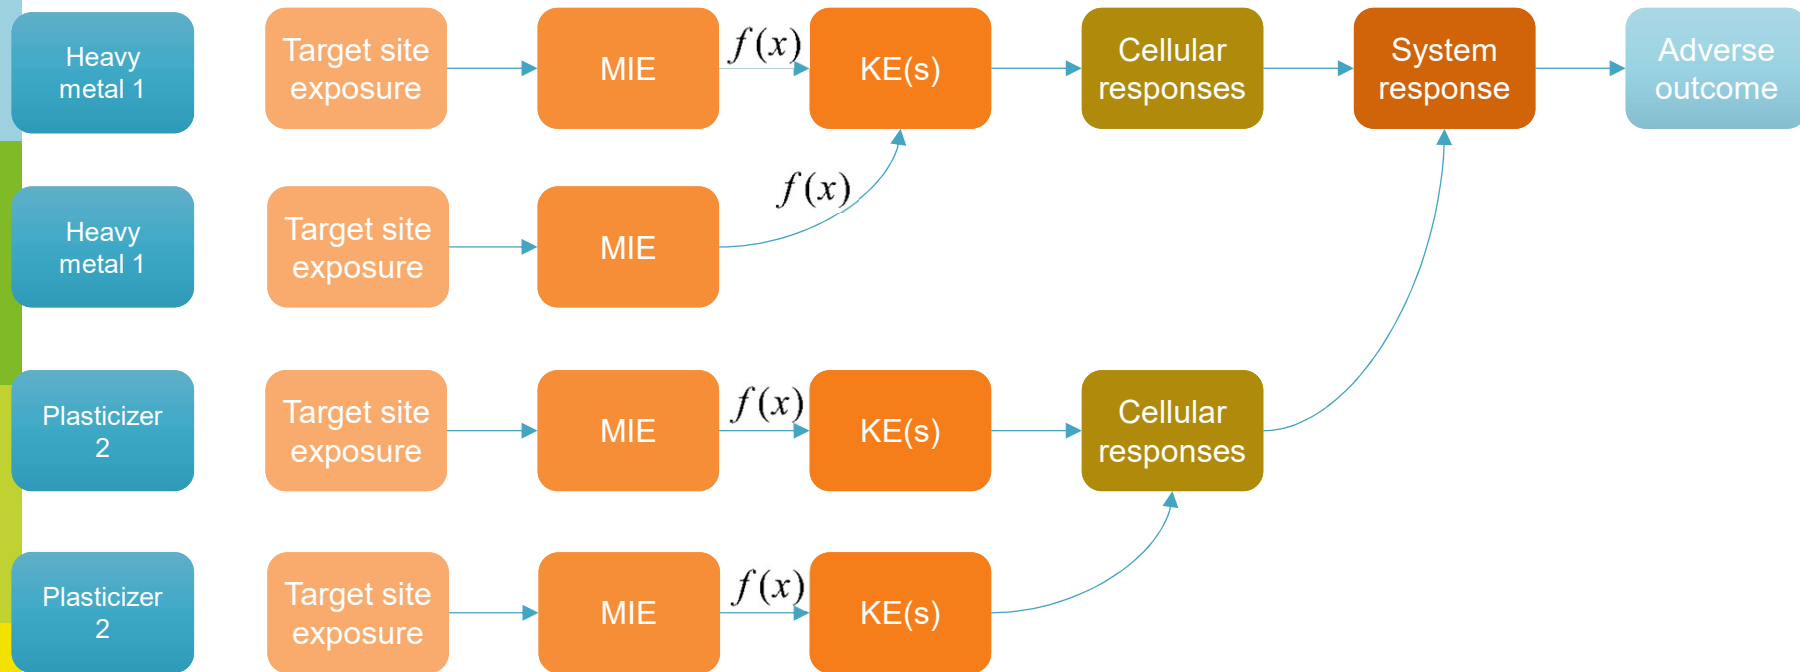 Heavy
metal 1
Target site
exposure
MIE
f(x)
KE(s)
Cellular
responses
System
response
Adverse
outcome
Heavy
metal 1
Target site
exposure
MIE
f(x)
Plasticizer
2
Target site
exposure
MIE
f(x)
KE(s)
Cellular
responses
Plasticizer
2
Target site
exposure
MIE
f(x)
KE(s)